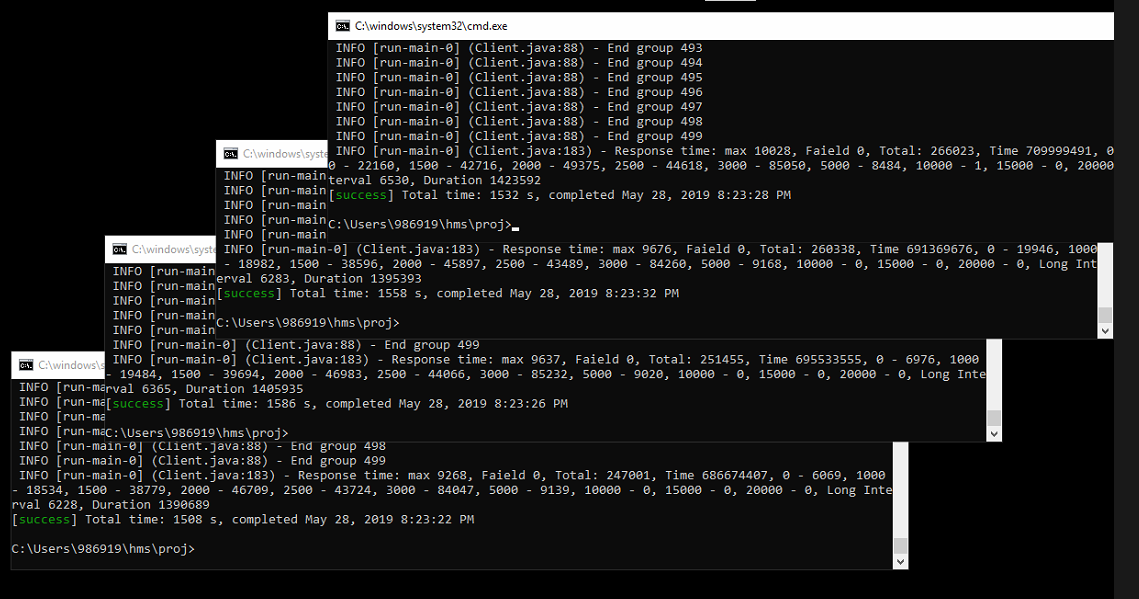 C:\windows\system32\cmd.exe
INFO [run-main-0] (Client.java:88) - End group 493
INFO [run-main-0] (Client.java:88) - End group 494
INFO [run-main-0] (Client.java:88) - End group 495
INFO [run-main-0] (Client.java:88) - End group 496
INFO [run-main-0] (Client.java:88) - End group 497
INFO [run-main-0] (Client.java:88) - End group 498
INFO [run-main-0] (Client.java:88) - End group 499
INFO [run-main-0] (Client.java:183) - Response time: max 10028, Faield 0, Total: 266023, Time 709999491, 0
0 - 22160, 1500 - 42716, 2000 - 49375, 2500 - 44618, 3000 - 85050, 5000 - 8484, 10000 - 1, 15000 - 0, 20000
terval 6530, Duration 1423592
[success] Total time: 1532 s, completed May 28, 2019 8:23:28 PM
C:\Users\986919\hms\proj>
C:\windows\syste
INFO [run-main
INFO [run-main
INFO [run-main
INFO [run-main
INFO [run-main
INFO [run-main-0] (Client.java:183) - Response time: max 9676, Faield 0, Total: 260338, Time 691369676, 0 - 19946, 1000
- 18982, 1500 - 38596, 2000 - 45897, 2500 - 43489, 3000 - 84260, 5000 - 9168, 10000 - 0, 15000 - 0, 20000 - 0, Long Int
erval 6283, Duration 1395393
[success] Total time: 1558 s, completed May 28, 2019 8:23:32 PM
C:\Users\986919\hms\proj>
C:\windows\syste
INFO [run-main
INFO [run-main
INFO [run-main
INFO [run-main
INFO [run-main
INFO [run-main-0] (Client.java:88) - End group 499
INFO [run-main-0] (Client.java:183) - Response time: max 9637, Faield 0, Total: 251455, Time 695533555, 0 - 6976, 1000
- 19484, 1500 - 39694, 2000 - 46983, 2500 - 44066, 3000 - 85232, 5000 - 9020, 10000 - 0, 15000 - 0, 20000 - 0, Long Inte
rval 6365, Duration 1405935
[success] Total time: 1586 s, completed May 28, 2019 8:23:26 PM
C:\Users\986919\hms\proj>
C:\windows\s
INFO [run-ma
INFO [run-ma
INFO [run-ma
INFO [run-ma
INFO [run-main-0] (Client.java:88) - End group 498
INFO [run-main-0] (Client.java:88) - End group 499
INFO [run-main-0] (Client.java:183) - Response time: max 9268, Faield 0, Total: 247001, Time 686674407, 0 - 6069, 1000
- 18534, 1500 - 38779, 2000 - 46709, 2500 - 43724, 3000 - 84047, 5000 - 9139, 10000 - 0, 15000 - 0, 20000 - 0, Long Inte
rval 6228, Duration 1390689
[success] Total time: 1508 s, completed May 28, 2019 8:23:22 PM
C:\Users\986919\hms\proj>